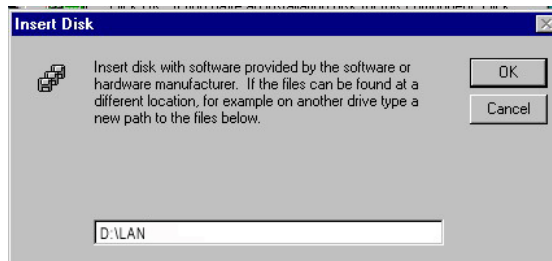 Insert Disk
Insert disk with software provided by the software or
hardware manufacturer. If the files can be found at a
different location, for example on another drive type a
new path to the files below.
OK
Cancel
D:\LAN